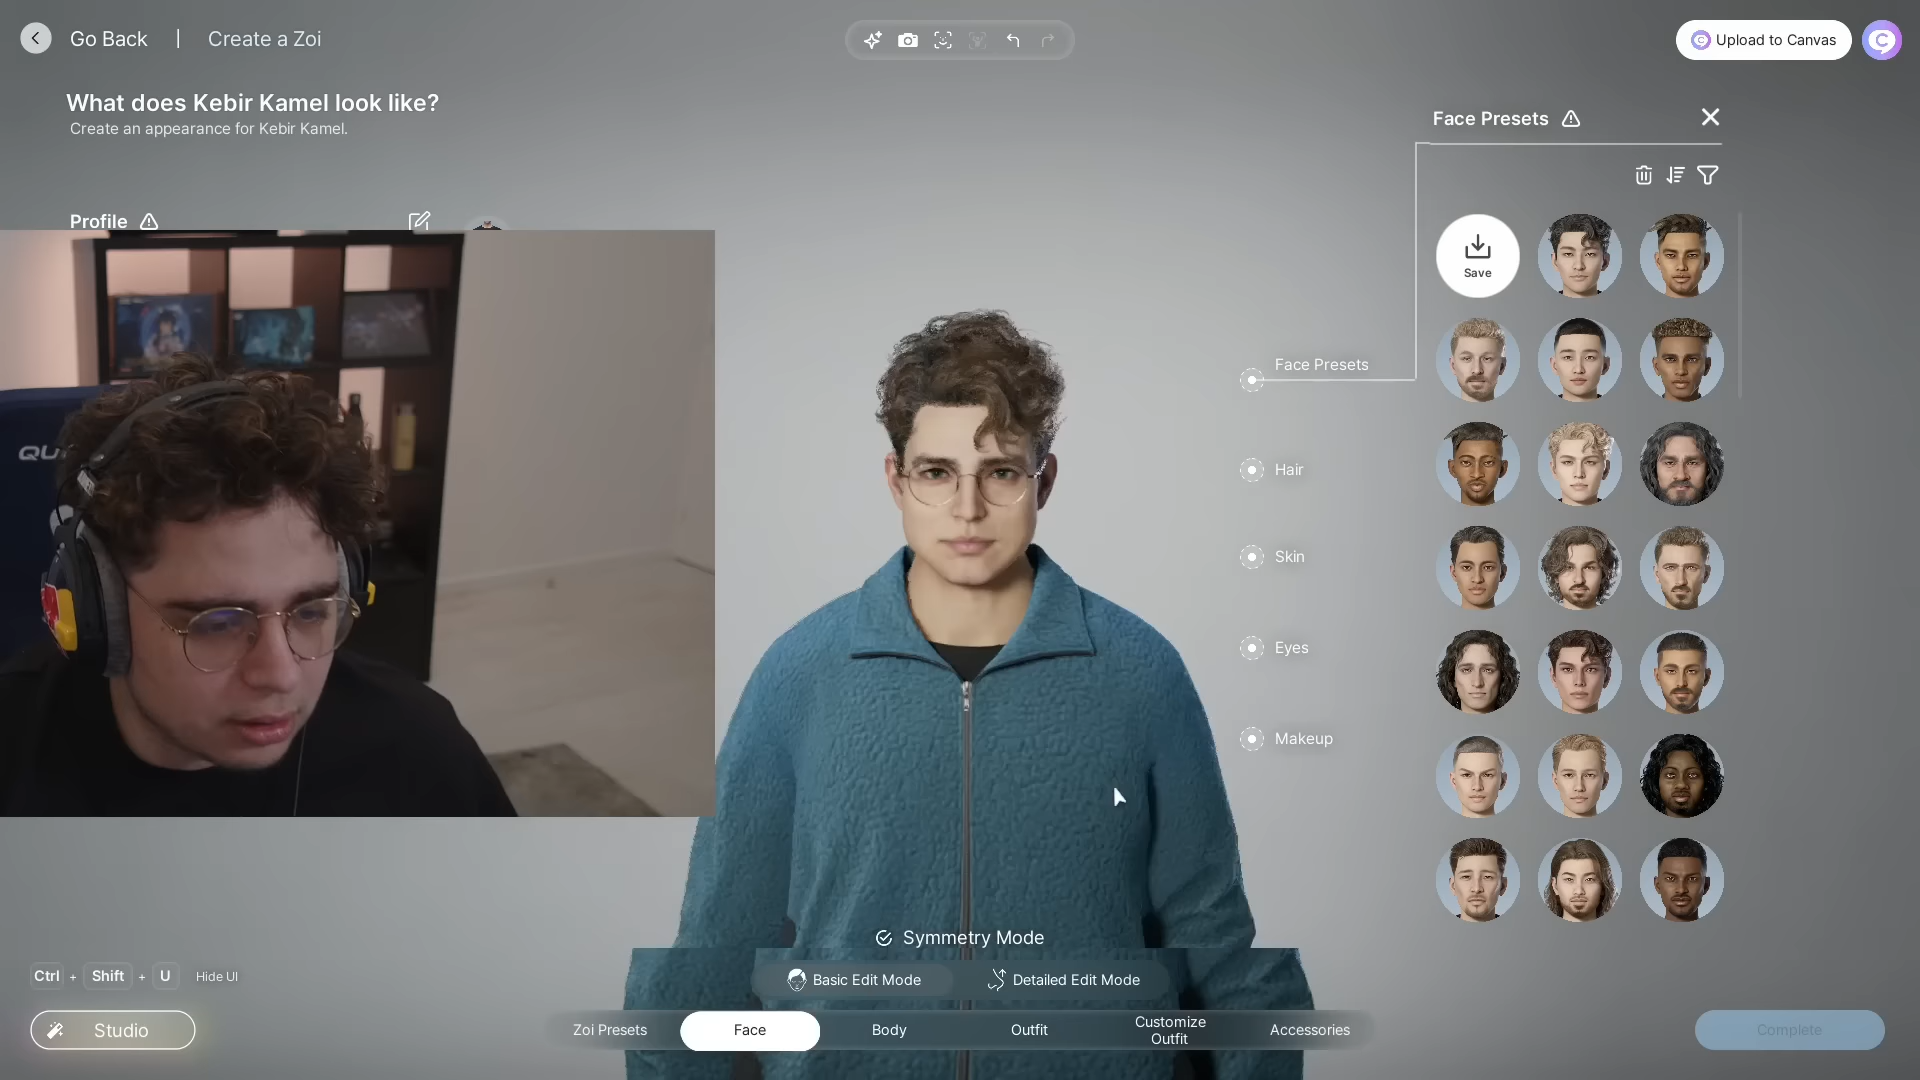 Go Back | Create a Zoi
Upload to Canvas
What does Kebir Kamel look like?
Create an appearance for Kebir Kamel.
Profile
Face Presets
Save
Face Presets
Hair
Skin
Eyes
Makeup
QU
Symmetry Mode
Basic Edit Mode
Detailed Edit Mode
Ctrl + Shift + U Hide UI
Studio
Zoi Presets
Face
Body
Outfit
Customize
Outfit
Accessories
Complete